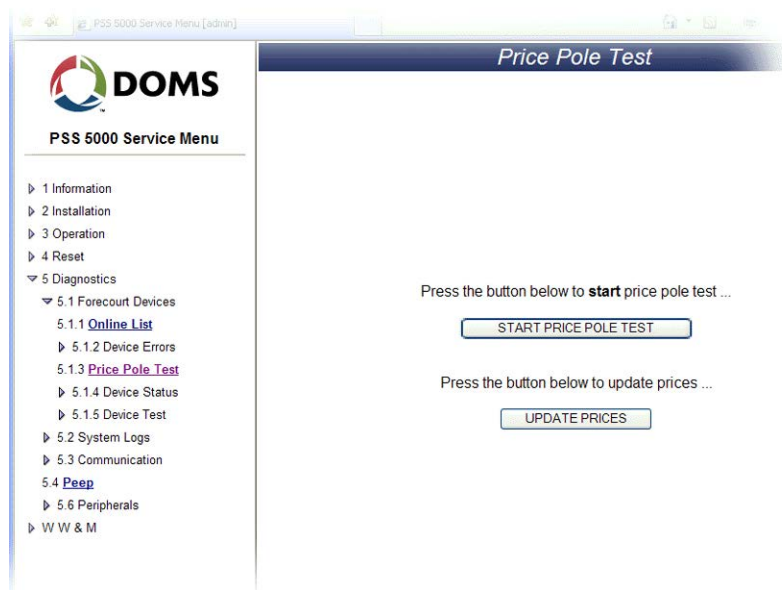 PSS 5000 Service Menu [admin]
Price Pole Test
DOMS
PSS 5000 Service Menu
1 Information
2 Installation
3 Operation
4 Reset
5 Diagnostics
5.1 Forecourt Devices
5.1.1 Online List
5.1.2 Device Errors
5.1.3 Price Pole Test
5.1.4 Device Status
5.1.5 Device Test
5.2 System Logs
5.3 Communication
5.4 Peep
5.6 Peripherals
W W & M
Press the button below to start price pole test ...
START PRICE POLE TEST
Press the button below to update prices ...
UPDATE PRICES